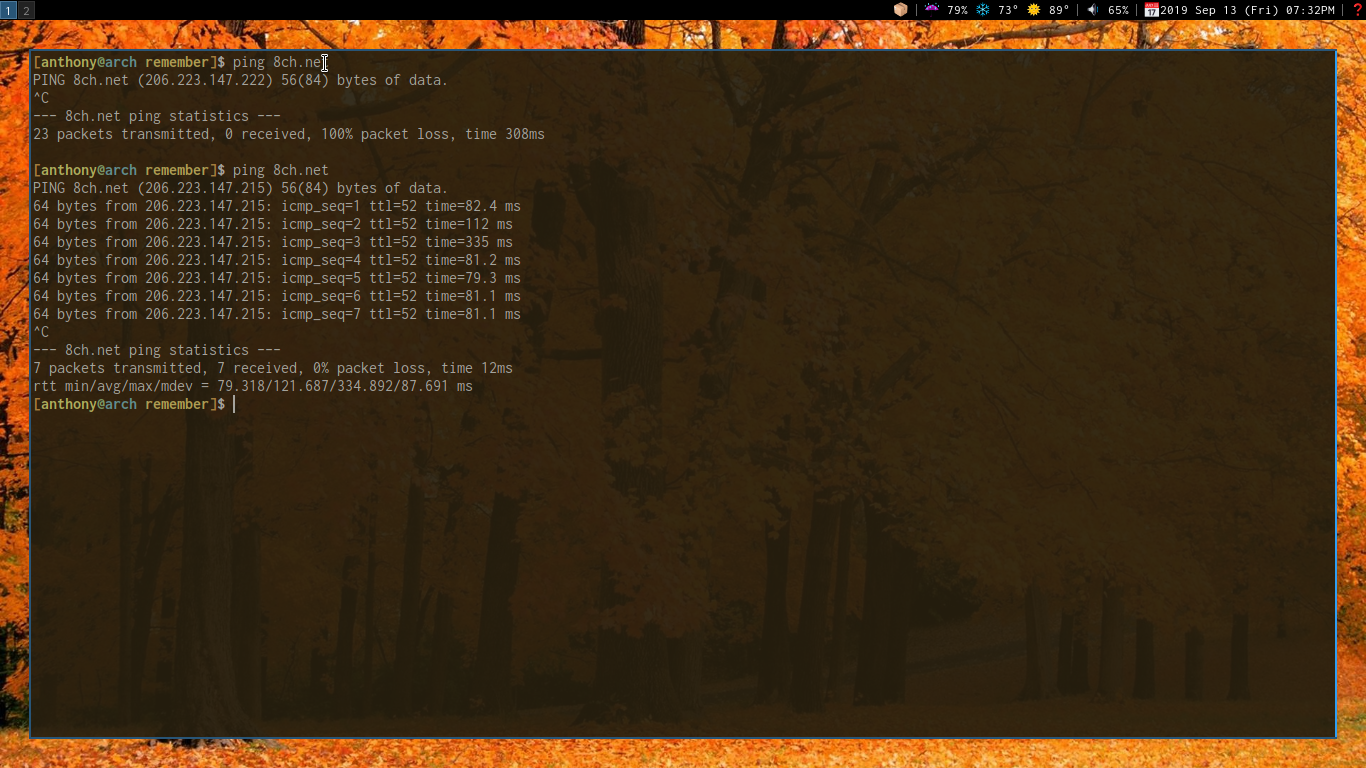 1 2 79% 73° 89° 65% 2019 Sep 13 (Fri) 07:32PM | ?
[anthony@arch remember]$ ping 8ch.net
PING 8ch.net (206.223.147.222) 56(84) bytes of data.
^C
--- 8ch.net ping statistics ---
23 packets transmitted, 0 received, 100% packet loss, time 308ms
[anthony@arch remember]$ ping 8ch.net
PING 8ch.net (206.223.147.215) 56(84) bytes of data.
64 bytes from 206.223.147.215: icmp_seq=1 ttl=52 time=82.4 ms
64 bytes from 206.223.147.215: icmp_seq=2 ttl=52 time=112 ms
64 bytes from 206.223.147.215: icmp_seq=3 ttl=52 time=335 ms
64 bytes from 206.223.147.215: icmp_seq=4 ttl=52 time=81.2 ms
64 bytes from 206.223.147.215: icmp_seq=5 ttl=52 time=79.3 ms
64 bytes from 206.223.147.215: icmp_seq=6 ttl=52 time=81.1 ms
64 bytes from 206.223.147.215: icmp_seq=7 ttl=52 time=81.1 ms
^C
--- 8ch.net ping statistics ---
7 packets transmitted, 7 received, 0% packet loss, time 12ms
rtt min/avg/max/mdev = 79.318/121.687/334.892/87.691 ms
[anthony@arch remember]$